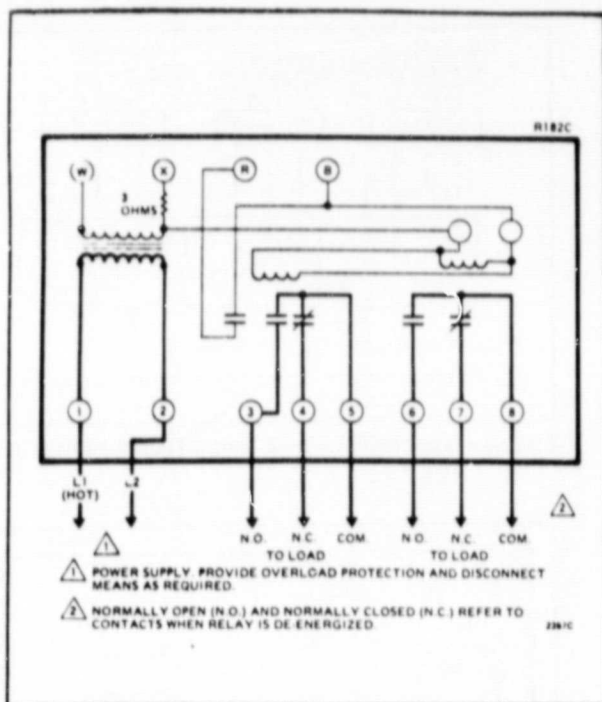 R182C
W X R B
3
OHMS
1 2 3 4 5 6 7 8
L1
(HOT)
L2
N.O. N.C. COM. N.O. N.C. COM.
TO LOAD TO LOAD
2
1
1 POWER SUPPLY. PROVIDE OVERLOAD PROTECTION AND DISCONNECT
MEANS AS REQUIRED.
2 NORMALLY OPEN (N.O.) AND NORMALLY CLOSED (N.C.) REFER TO
CONTACTS WHEN RELAY IS DE-ENERGIZED.
2367C